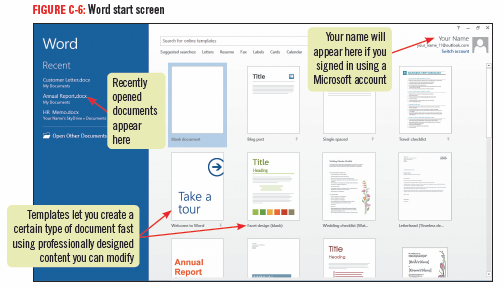 FIGURE C-6: Word start screen
Word
Recent
Customer Letter.docx
My Documents
Annual Report.docx
My Documents
HR Memo.docx
Your Name's SkyDrive » Documents
Open Other Documents
Recently
opened
documents
appear
here
Search for online templates
Suggested searches: Letters Resume Fax Labels Cards Calendar
Your name will
appear here if you
signed in using a
Microsoft account
Your Name
your_name_11@outlook.com
Switch account
Title
Blank document
Blog post
Single spaced
Travel checklist
Take a
tour
Title
Heading
Welcome to Word
Facet design (blank)
Wedding checklist
Letterhead
Templates let you create a
certain type of document fast
using professionally designed
content you can modify
Annual
Report
Title
Heading